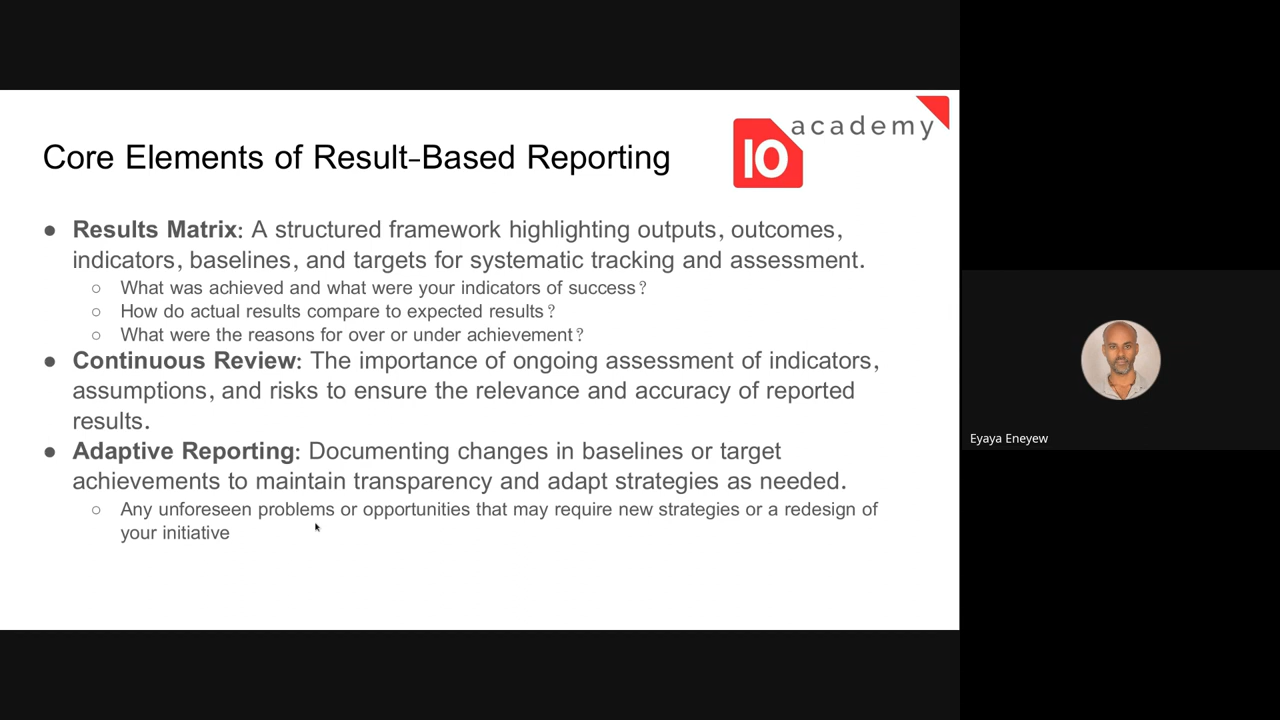 academy
10
Core Elements of Result-Based Reporting
● Results Matrix: A structured framework highlighting outputs, outcomes,
indicators, baselines, and targets for systematic tracking and assessment.
○ What was achieved and what were your indicators of success?
○ How do actual results compare to expected results?
○ What were the reasons for over or under achievement?
● Continuous Review: The importance of ongoing assessment of indicators,
assumptions, and risks to ensure the relevance and accuracy of reported
results.
● Adaptive Reporting: Documenting changes in baselines or target
achievements to maintain transparency and adapt strategies as needed.
○ Any unforeseen problems or opportunities that may require new strategies or a redesign of
your initiative
Eyaya Eneyew